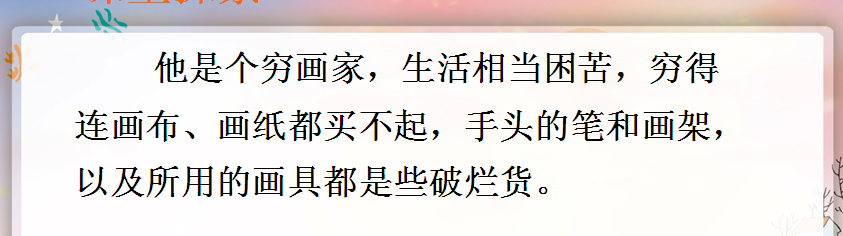 他是个穷画家，生活相当困苦，穷得
连画布、画纸都买不起，手头的笔和画架，
以及所用的画具都是些破烂货。